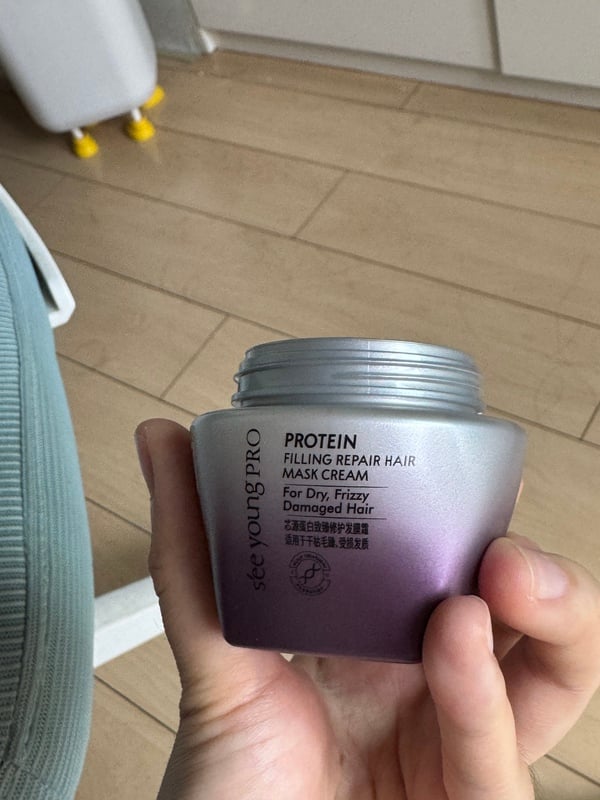 s'ee young PRO
PROTEIN
FILLING REPAIR HAIR
MASK CREAM
For Dry, Frizzy
Damaged Hair
芯源蛋白致臻修护发膜霜
适用于干枯毛躁、受损发质